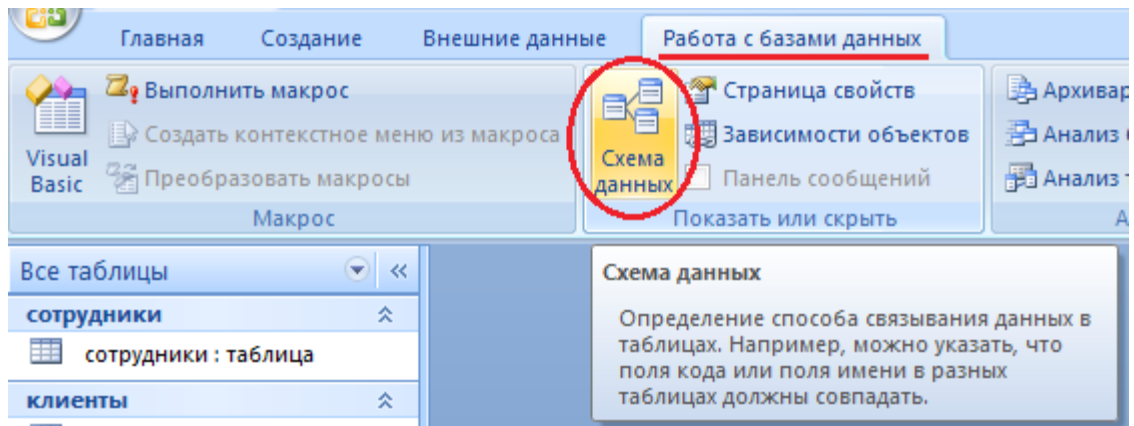 Главная Создание Внешние данные Работа с базами данных
Выполнить макрос Страница свойств
Создать контекстное меню из макроса Зависимости объектов Анализ
Visual Basic Преобразовать макросы Схема данных Панель сообщений Анализ
Макрос Показать или скрыть
Все таблицы
сотрудники
сотрудники : таблица
клиенты
Схема данных
Определение способа связывания данных в
таблицах. Например, можно указать, что
поля кода или поля имени в разных
таблицах должны совпадать.